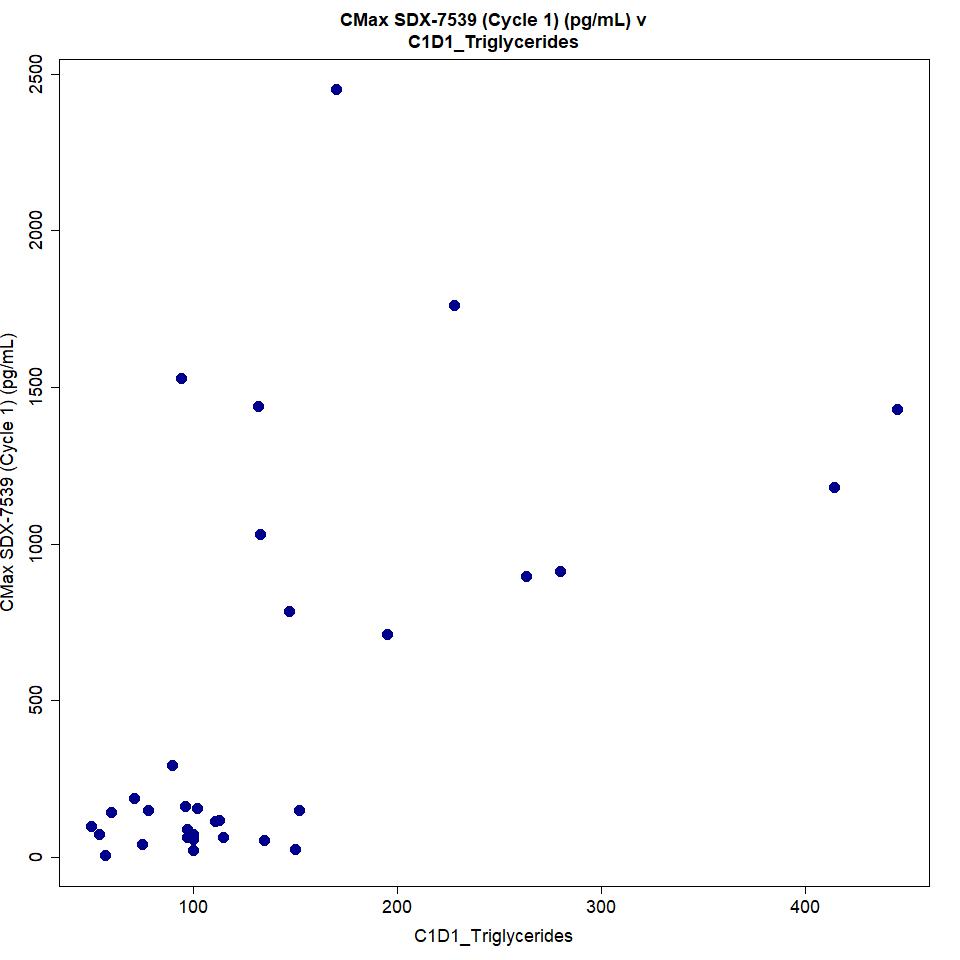 CMax SDX-7539 (Cycle 1) (pg/mL) v
C1D1_Triglycerides
2500
2000
1500
1000
500
0
CMax SDX-7539 (Cycle 1) (pg/mL)
100 200 300 400
C1D1_Triglycerides